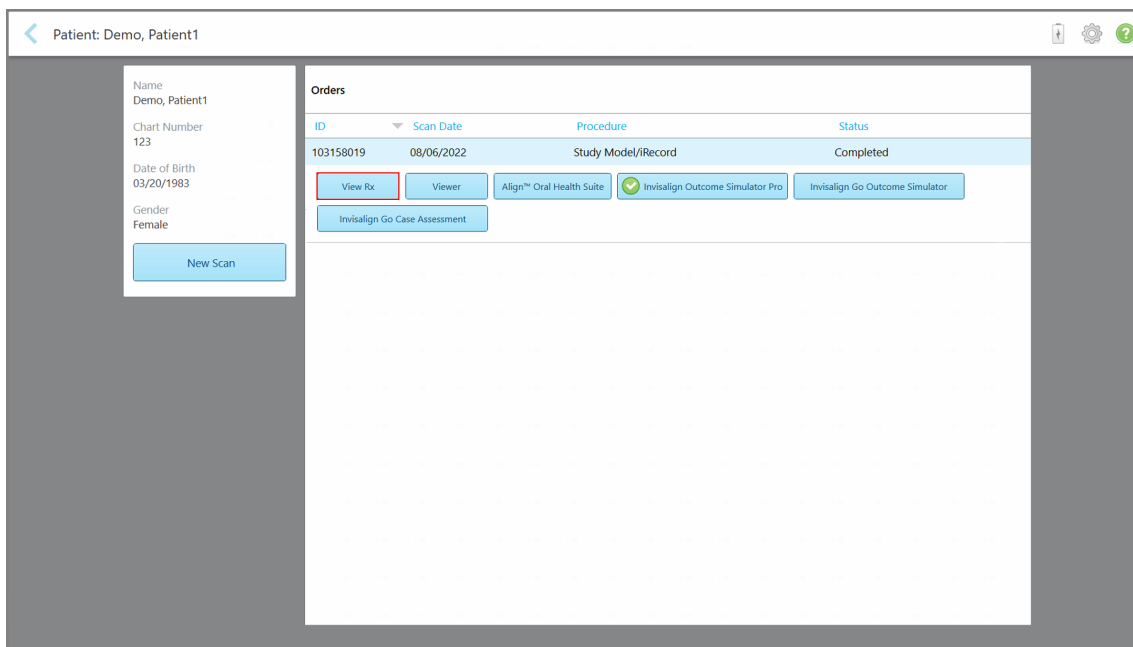 Patient: Demo, Patient1
?
Name
Demo, Patient1
Chart Number
123
Date of Birth
03/20/1983
Gender
Female
New Scan
Orders
ID Scan Date Procedure Status
103158019 08/06/2022 Study Model/iRecord Completed
View Rx Viewer Align™ Oral Health Suite Invisalign Outcome Simulator Pro Invisalign Go Outcome Simulator
Invisalign Go Case Assessment